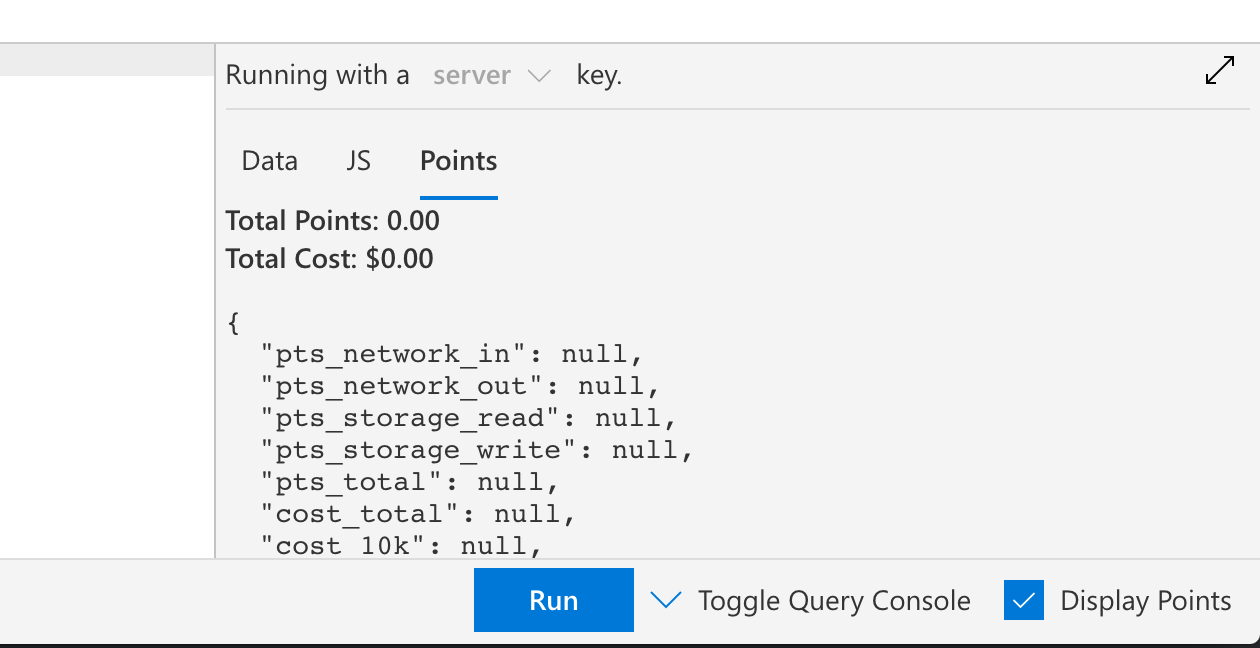 Running with a server key.
Data JS Points
Total Points: 0.00
Total Cost: $0.00
{
"pts_network_in": null,
"pts_network_out": null,
"pts_storage_read": null,
"pts_storage_write": null,
"pts_total": null,
"cost_total": null,
"cost_10k": null,
Run Toggle Query Console Display Points